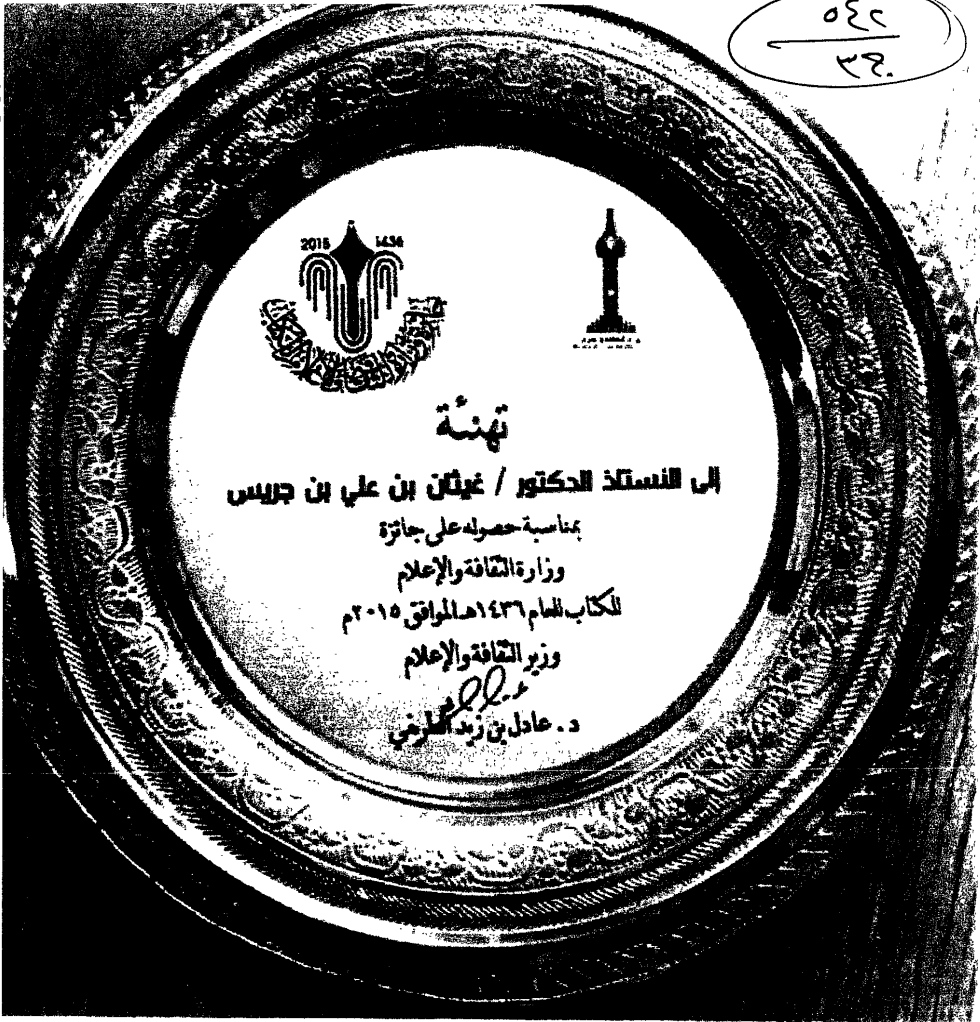 ٥٤٢
2015 1436
تهنئة
إلى الأستاذ الدكتور / غيثان بن علي بن جريس
بمناسبة حصوله على جائزة
وزارة الثقافة والإعلام
للكتاب للعام ١٤٣٦هـ الموافق ٢٠١٥م
وزير الثقافة والإعلام
د. عادل بن زيد الطريفي